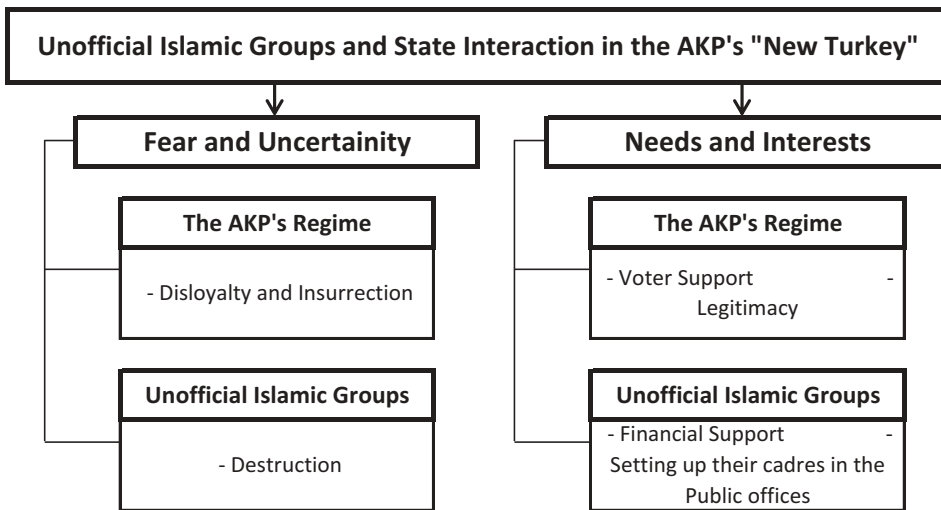 Unofficial Islamic Groups and State Interaction in the AKP's "New Turkey"
Fear and Uncertainity
The AKP's Regime
- Disloyalty and Insurrection
Unofficial Islamic Groups
- Destruction
Needs and Interests
The AKP's Regime
- Voter Support -
Legitimacy
Unofficial Islamic Groups
- Financial Support -
Setting up their cadres in the
Public offices